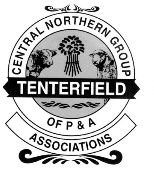 CENTRAL NORTHERN GROUP
TENTERFIELD
OF P & A
ASSOCIATIONS